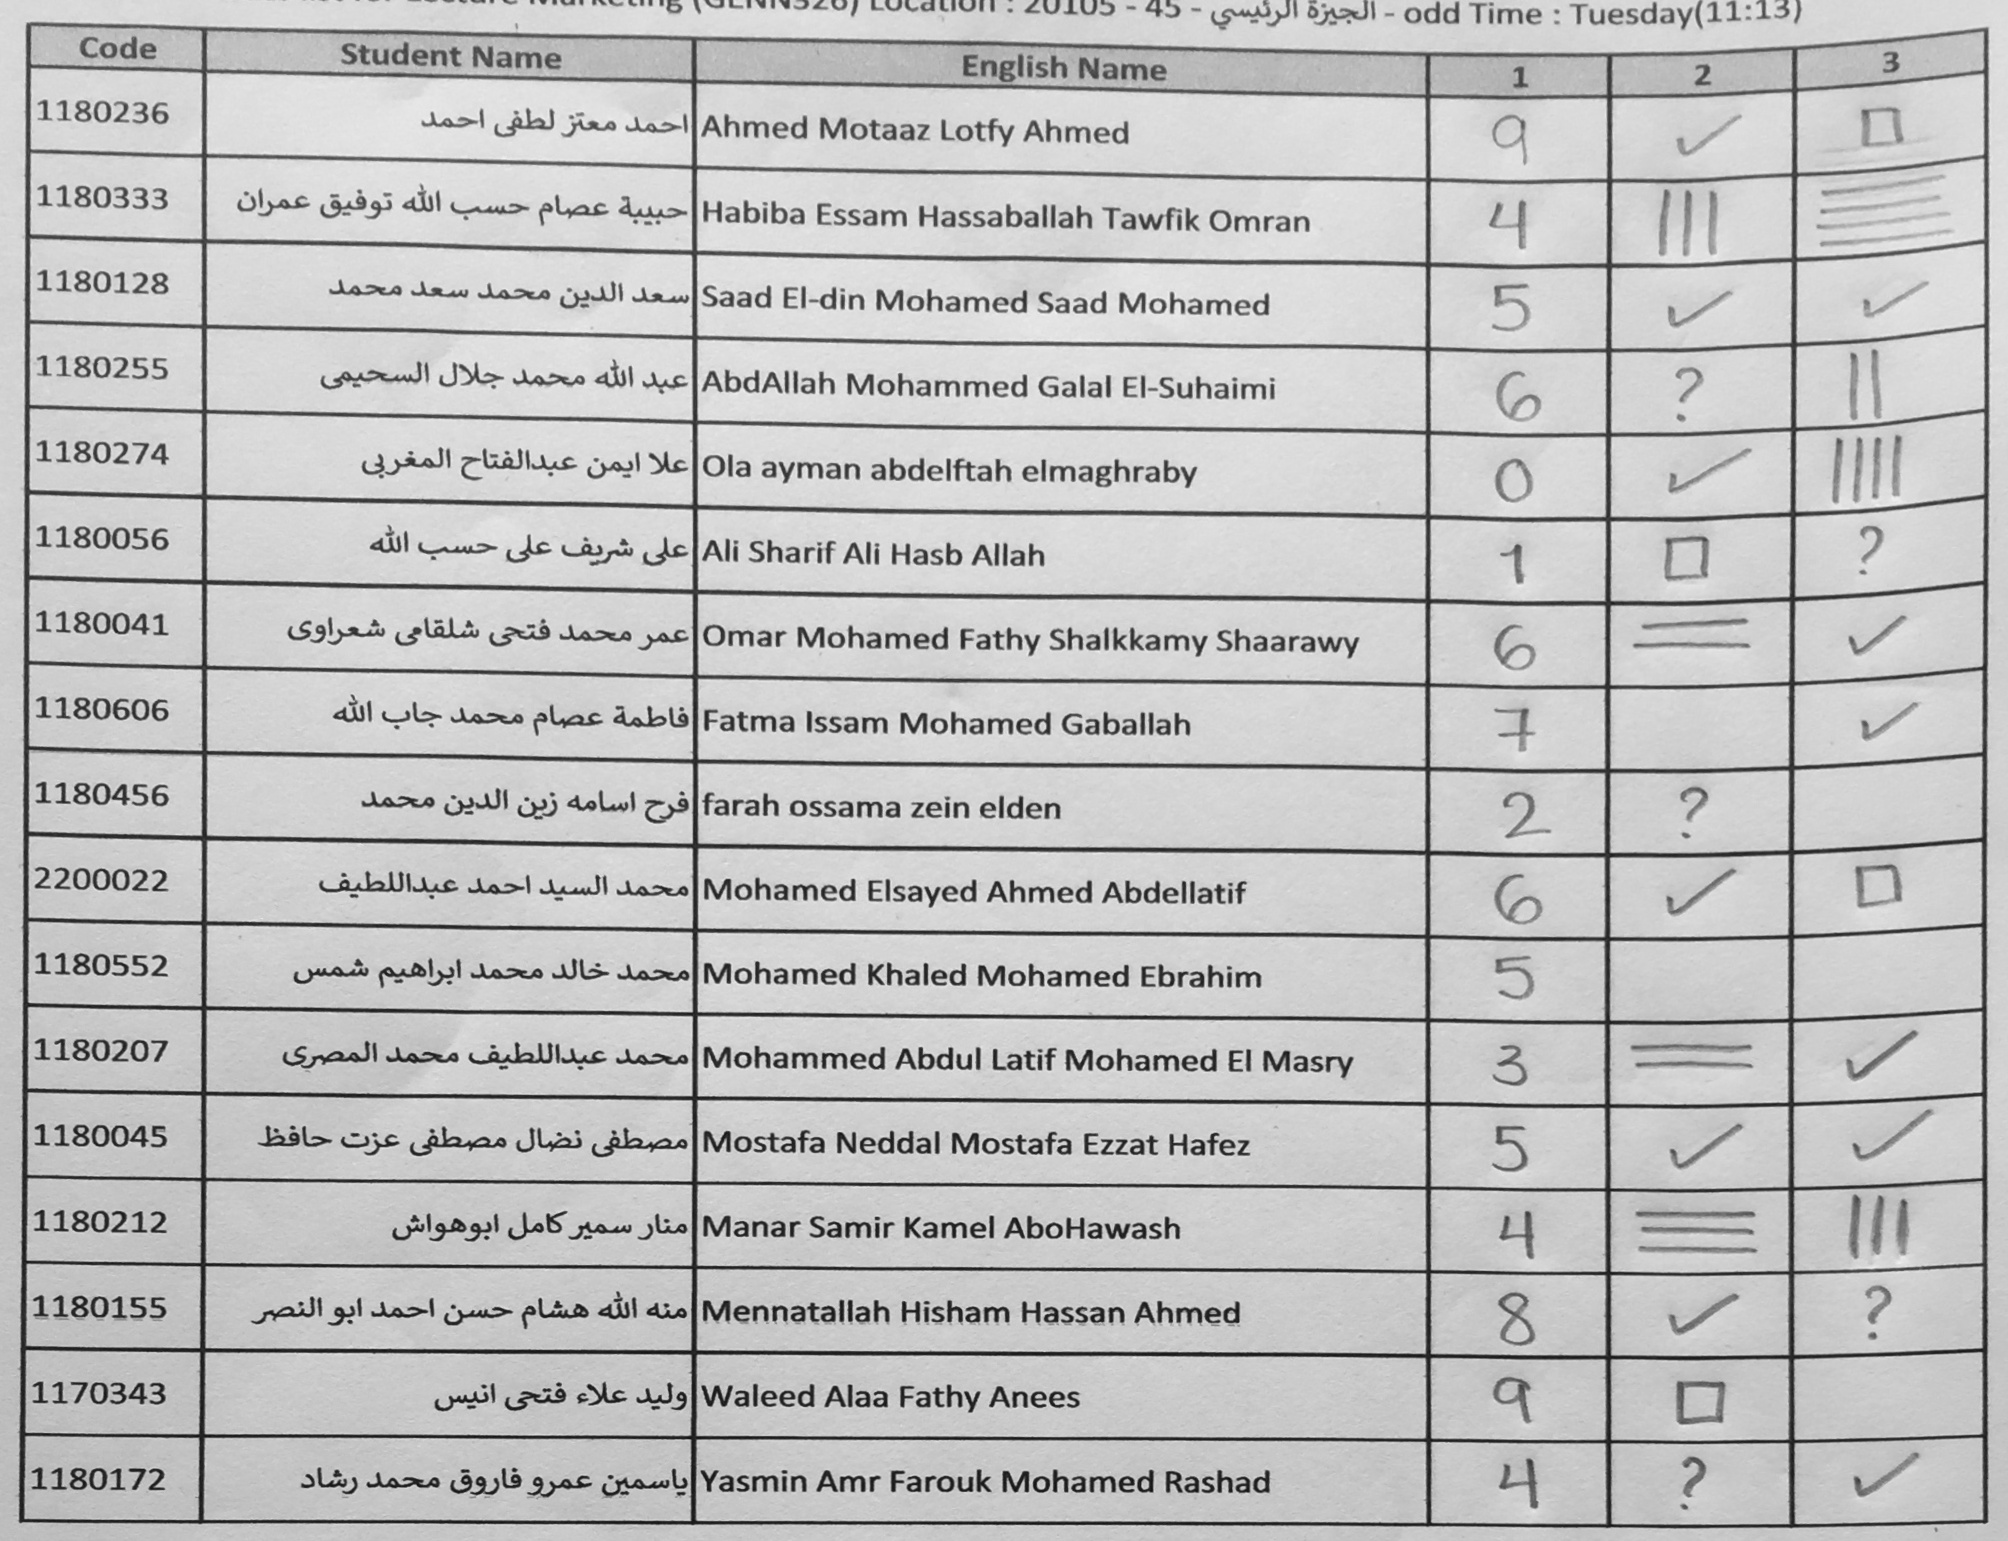 for Lecture Marketing (GENN326) Location : 20105 - 45 - الجيزة الرئيسي - odd Time : Tuesday(11:13)
Code Student Name English Name 1 2 3
1180236 احمد معتز لطفى احمد Ahmed Motaaz Lotfy Ahmed 9 ✓ □
1180333 حبيبة عصام حسب الله توفيق عمران Habiba Essam Hassaballah Tawfik Omran 4 |||
1180128 سعد الدين محمد سعد محمد Saad El-din Mohamed Saad Mohamed 5 ✓ ✓
1180255 عبد الله محمد جلال السحيمى AbdAllah Mohammed Galal El-Suhaimi 6 ? ||
1180274 علا ايمن عبدالفتاح المغربى Ola ayman abdelftah elmaghraby 0 ✓ ||||
1180056 على شريف على حسب الله Ali Sharif Ali Hasb Allah 1 □ ?
1180041 عمر محمد فتحى شلقامى شعراوى Omar Mohamed Fathy Shalkkamy Shaarawy 6 = ✓
1180606 فاطمة عصام محمد جاب الله Fatma Issam Mohamed Gaballah 7 ✓
1180456 فرح اسامه زين الدين محمد farah ossama zein elden 2 ?
2200022 محمد السيد احمد عبداللطيف Mohamed Elsayed Ahmed Abdellatif 6 ✓ □
1180552 محمد خالد محمد ابراهيم شمس Mohamed Khaled Mohamed Ebrahim 5
1180207 محمد عبداللطيف محمد المصرى Mohammed Abdul Latif Mohamed El Masry 3 = ✓
1180045 مصطفى نضال مصطفى عزت حافظ Mostafa Neddal Mostafa Ezzat Hafez 5 ✓ ✓
1180212 منار سمير كامل ابوهواش Manar Samir Kamel AboHawash 4 ≡ |||
1180155 منه الله هشام حسن احمد ابو النصر Mennatallah Hisham Hassan Ahmed 8 ✓ ?
1170343 وليد علاء فتحى انيس Waleed Alaa Fathy Anees 9 □
1180172 ياسمين عمرو فاروق محمد رشاد Yasmin Amr Farouk Mohamed Rashad 4 ? ✓